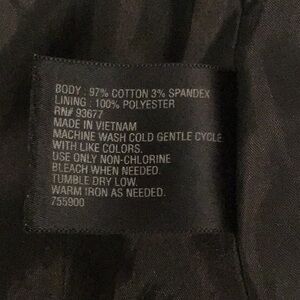 BODY : 97% COTTON 3% SPANDEX
LINING : 100% POLYESTER
RN# 93677
MADE IN VIETNAM
MACHINE WASH COLD GENTLE CYCLE
WITH LIKE COLORS.
USE ONLY NON-CHLORINE
BLEACH WHEN NEEDED.
TUMBLE DRY LOW.
WARM IRON AS NEEDED.
755900